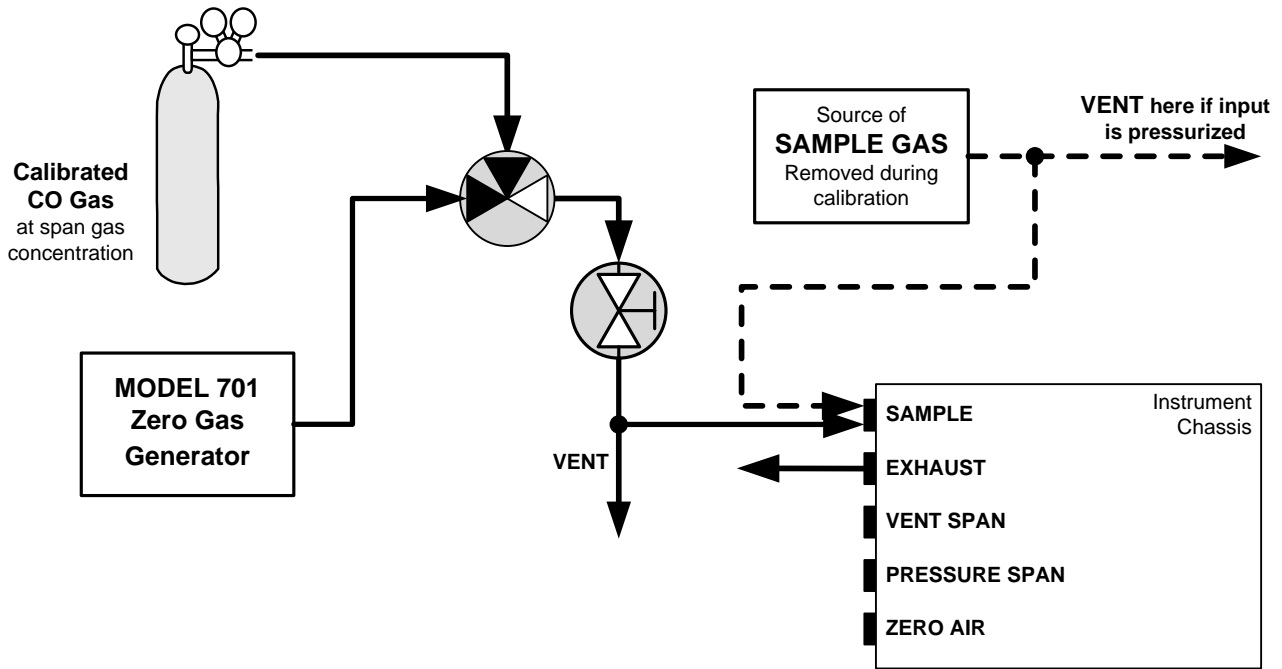 Calibrated
CO Gas
at span gas
concentration
MODEL 701
Zero Gas
Generator
VENT
Source of
SAMPLE GAS
Removed during
calibration
VENT here if input
is pressurized
Instrument
Chassis
SAMPLE
EXHAUST
VENT SPAN
PRESSURE SPAN
ZERO AIR